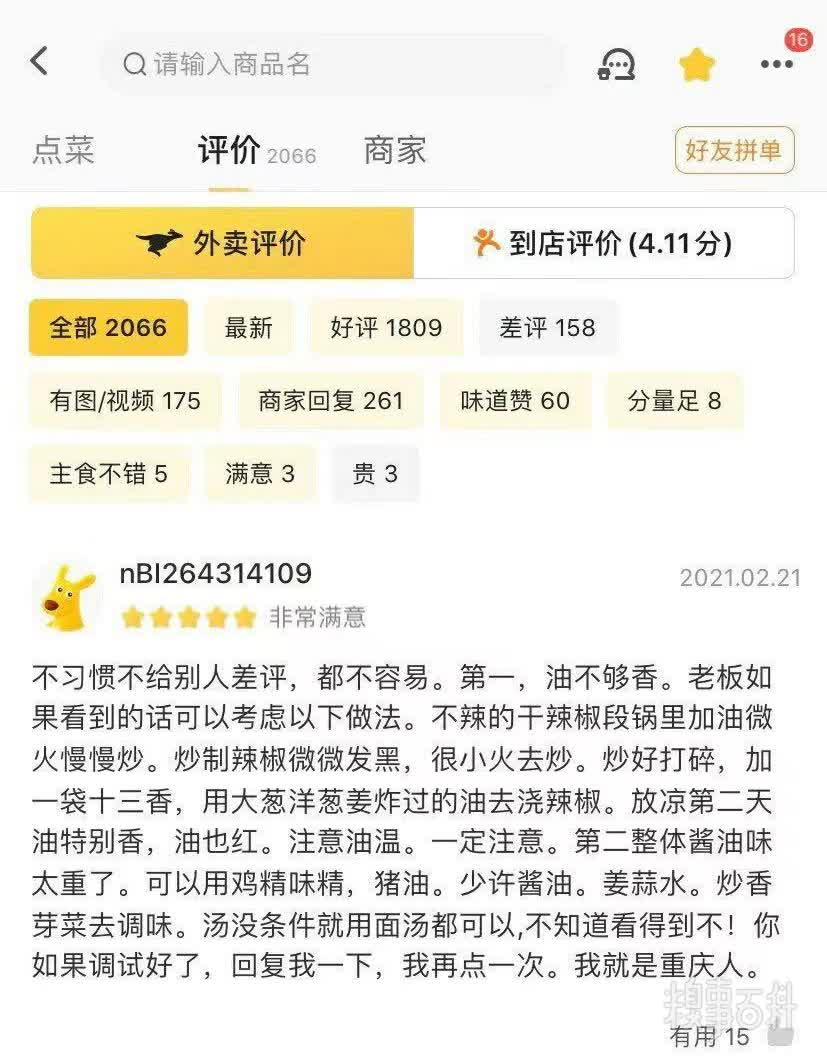 请输入商品名
16
点菜
评价 2066
商家
好友拼单
外卖评价
到店评价(4.11分)
全部 2066
最新
好评 1809
差评 158
有图/视频 175
商家回复 261
味道赞 60
分量足 8
主食不错 5
满意 3
贵 3
nBI264314109
2021.02.21
非常满意
不习惯不给别人差评，都不容易。第一，油不够香。老板如
果看到的话可以考虑以下做法。不辣的干辣椒段锅里加油微
火慢慢炒。炒制辣椒微微发黑，很小火去炒。炒好打碎，加
一袋十三香，用大葱洋葱姜炸过的油去浇辣椒。放凉第二天
油特别香，油也红。注意油温。一定注意。第二整体酱油味
太重了。可以用鸡精味精，猪油。少许酱油。姜蒜水。炒香
芽菜去调味。汤没条件就用面汤都可以,不知道看得到不！你
如果调试好了，回复我一下，我再点一次。我就是重庆人。
糗事百科
有用 15